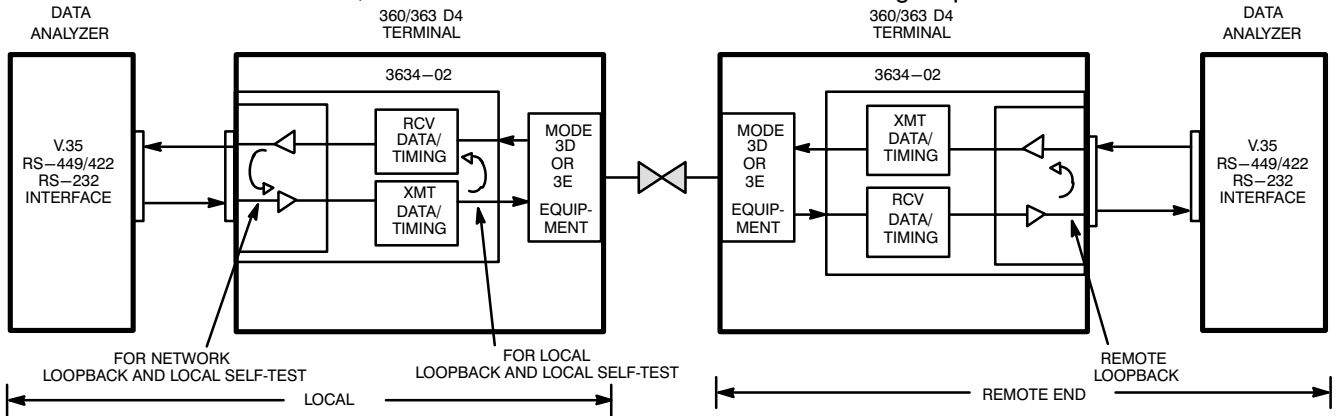 DATA
ANALYZER
360/363 D4
TERMINAL
360/363 D4
TERMINAL
DATA
ANALYZER
3634–02
3634–02
V.35
RS–449/422
RS–232
INTERFACE
RCV
DATA/
TIMING
XMT
DATA/
TIMING
MODE
3D
OR
3E
EQUIP-
MENT
MODE
3D
OR
3E
EQUIP-
MENT
XMT
DATA/
TIMING
RCV
DATA/
TIMING
V.35
RS–449/422
RS–232
INTERFACE
FOR NETWORK
LOOPBACK AND LOCAL SELF-TEST
FOR LOCAL
LOOPBACK AND LOCAL SELF-TEST
REMOTE
LOOPBACK
LOCAL
REMOTE END